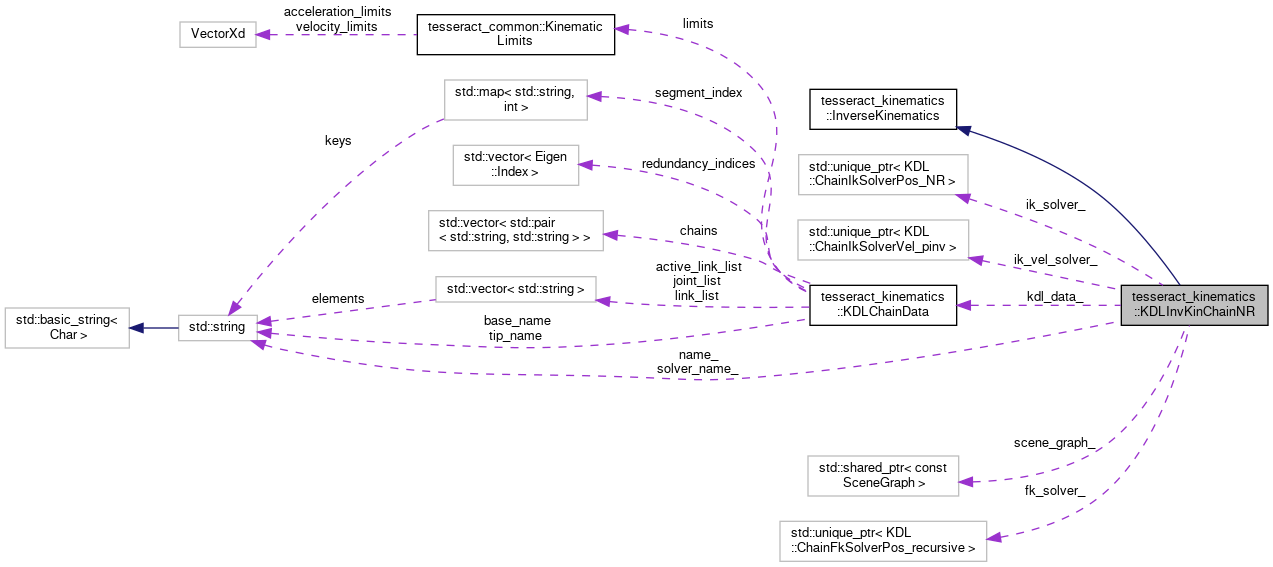 acceleration_limits
velocity_limits
VectorXd
tesseract_common::Kinematic
Limits
limits
std::map< std::string,
int >
segment_index
keys
std::vector< Eigen
::Index >
redundancy_indices
std::vector< std::pair
< std::string, std::string > >
chains
std::vector< std::string >
active_link_list
joint_list
link_list
elements
std::basic_string<
Char >
std::string
base_name
tip_name
name_
solver_name_
tesseract_kinematics
::InverseKinematics
std::unique_ptr< KDL
::ChainIkSolverPos_NR >
ik_solver_
std::unique_ptr< KDL
::ChainIkSolverVel_pinv >
ik_vel_solver_
tesseract_kinematics
::KDLChainData
kdl_data_
tesseract_kinematics
::KDLInvKinChainNR
scene_graph_
std::shared_ptr< const
SceneGraph >
fk_solver_
std::unique_ptr< KDL
::ChainFkSolverPos_recursive >